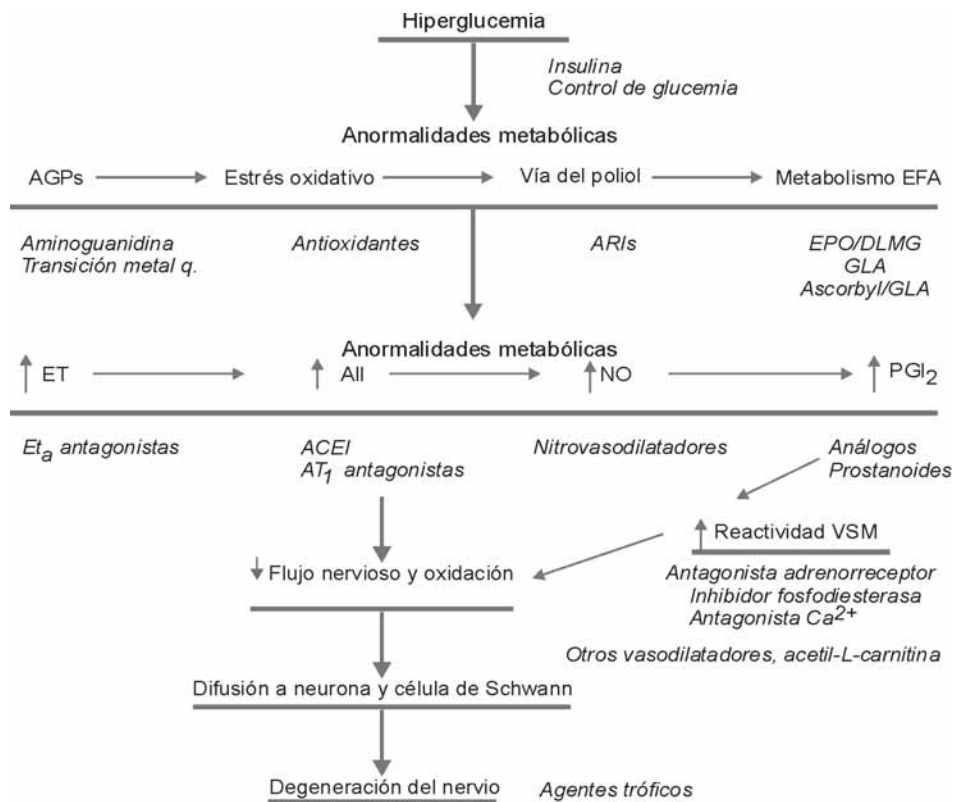 Hiperglucemia
Insulina
Control de glucemia
Anormalidades metabólicas
AGPs Estrés oxidativo Vía del poliol Metabolismo EFA
Aminoguanidina Antioxidantes ARIs EPO/DLMG
Transición metal q. GLA
Ascorbyl/GLA
Anormalidades metabólicas
ET AII NO PGI2
Eta antagonistas ACEI Nitrovasodilatadores Análogos
AT1 antagonistas Prostanoides
Reactividad VSM
Flujo nervioso y oxidación Antagonista adrenorreceptor
Inhibidor fosfodiesterasa
Antagonista Ca2+
Otros vasodilatadores, acetil-L-carnitina
Difusión a neurona y célula de Schwann
Degeneración del nervio Agentes tróficos